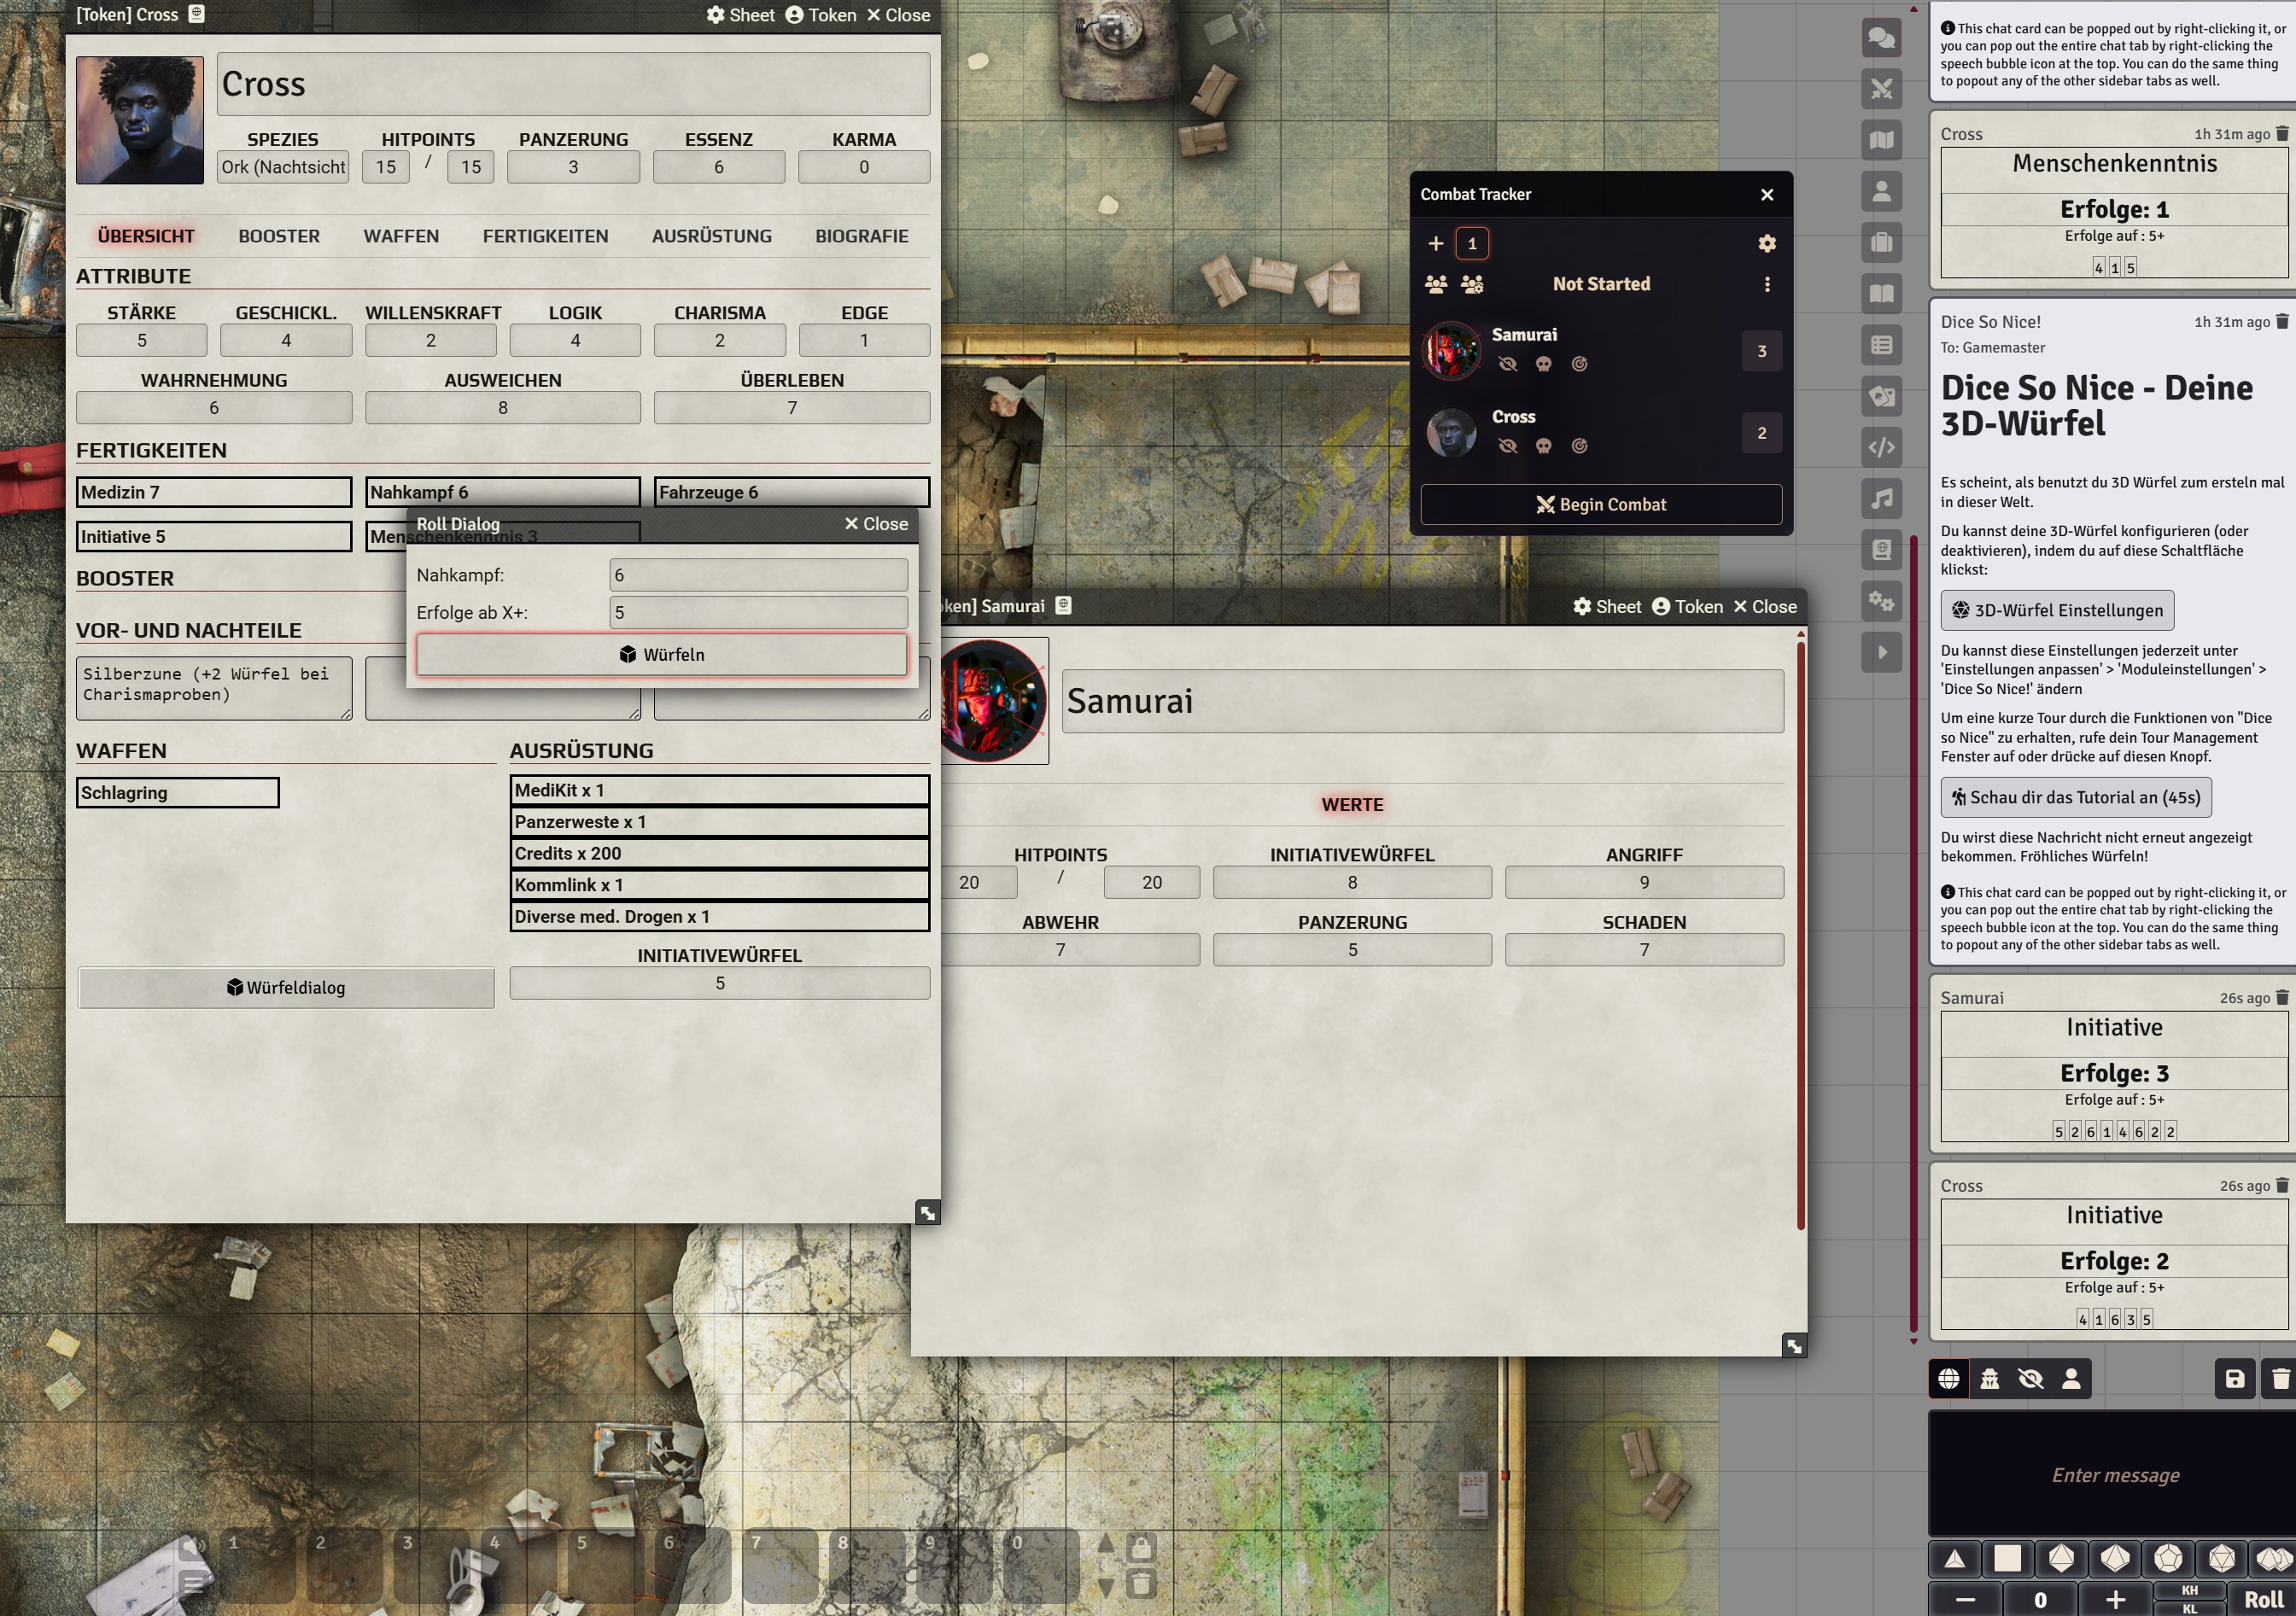 [Token] Cross
Sheet Token Close
Cross
SPEZIES HITPOINTS PANZERUNG ESSENZ KARMA
Ork (Nachtsicht 15 / 15 3 6 0
ÜBERSICHT BOOSTER WAFFEN FERTIGKEITEN AUSRÜSTUNG BIOGRAFIE
ATTRIBUTE
STÄRKE GESCHICKL. WILLENSKRAFT LOGIK CHARISMA EDGE
5 4 2 4 2 1
WAHRNEHMUNG AUSWEICHEN ÜBERLEBEN
6 8 7
FERTIGKEITEN
Medizin 7 Nahkampf 6 Fahrzeuge 6
Initiative 5 Menschenkenntnis 3
BOOSTER
VOR- UND NACHTEILE
Silberzune (+2 Würfel bei
Charismaproben)
WAFFEN
Schlagring
Würfeldialog
AUSRÜSTUNG
MediKit x 1
Panzerweste x 1
Credits x 200
Kommlink x 1
Diverse med. Drogen x 1
INITIATIVEWÜRFEL
5
Roll Dialog Close
Nahkampf: 6
Erfolge ab X+: 5
Würfeln
Combat Tracker
1
Not Started
Samurai
3
Cross
2
Begin Combat
ken] Samurai Sheet Token Close
Samurai
WERTE
HITPOINTS INITIATIVEWÜRFEL ANGRIFF
20 / 20 8 9
ABWEHR PANZERUNG SCHADEN
7 5 7
This chat card can be popped out by right-clicking it, or
you can pop out the entire chat tab by right-clicking the
speech bubble icon at the top. You can do the same thing
to popout any of the other sidebar tabs as well.
Cross 1h 31m ago
Menschenkenntnis
Erfolge: 1
Erfolge auf : 5+
4 1 5
Dice So Nice! 1h 31m ago
To: Gamemaster
Dice So Nice - Deine
3D-Würfel
Es scheint, als benutzt du 3D Würfel zum ersteln mal
in dieser Welt.
Du kannst deine 3D-Würfel konfigurieren (oder
deaktivieren), indem du auf diese Schaltfläche
klickst:
3D-Würfel Einstellungen
Du kannst diese Einstellungen jederzeit unter
'Einstellungen anpassen' > 'Moduleinstellungen' >
'Dice So Nice!' ändern
Um eine kurze Tour durch die Funktionen von "Dice
so Nice" zu erhalten, rufe dein Tour Management
Fenster auf oder drücke auf diesen Knopf.
Schau dir das Tutorial an (45s)
Du wirst diese Nachricht nicht erneut angezeigt
bekommen. Fröhliches Würfeln!
This chat card can be popped out by right-clicking it, or
you can pop out the entire chat tab by right-clicking the
speech bubble icon at the top. You can do the same thing
to popout any of the other sidebar tabs as well.
Samurai 26s ago
Initiative
Erfolge: 3
Erfolge auf : 5+
5 2 6 1 4 6 2 2
Cross 26s ago
Initiative
Erfolge: 2
Erfolge auf : 5+
4 1 6 3 5
Enter message
1 2 3 4 5 6 7 8 9 0
0 KH
KL Roll